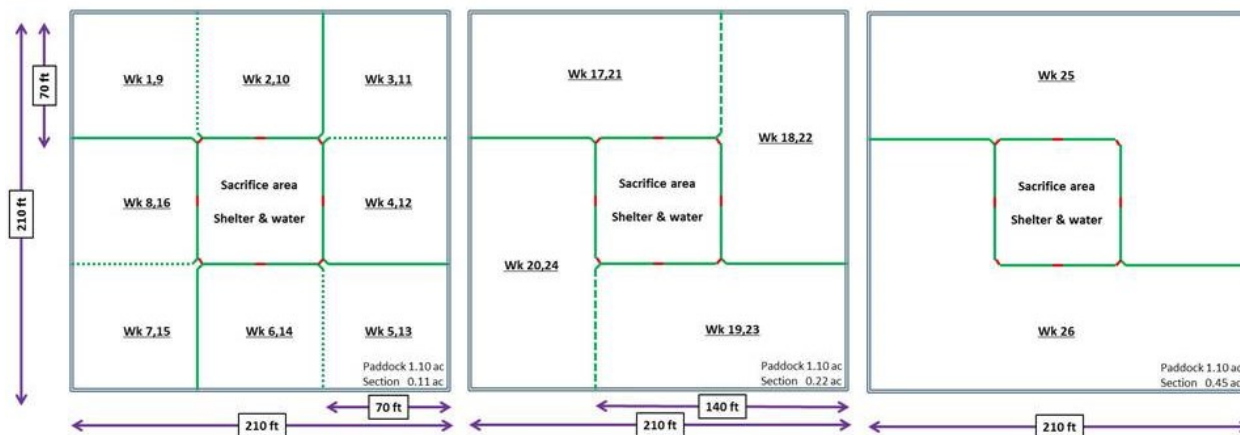 210 ft
70 ft
Wk 1,9
Wk 2,10
Wk 3,11
Wk 8,16
Sacrifice area
Shelter & water
Wk 4,12
Wk 7,15
Wk 6,14
Wk 5,13
Paddock 1.10 ac
Section 0.11 ac
70 ft
210 ft
Wk 17,21
Wk 18,22
Sacrifice area
Shelter & water
Wk 20,24
Wk 19,23
Paddock 1.10 ac
Section 0.22 ac
140 ft
210 ft
Wk 25
Sacrifice area
Shelter & water
Wk 26
Paddock 1.10 ac
Section 0.45 ac
210 ft